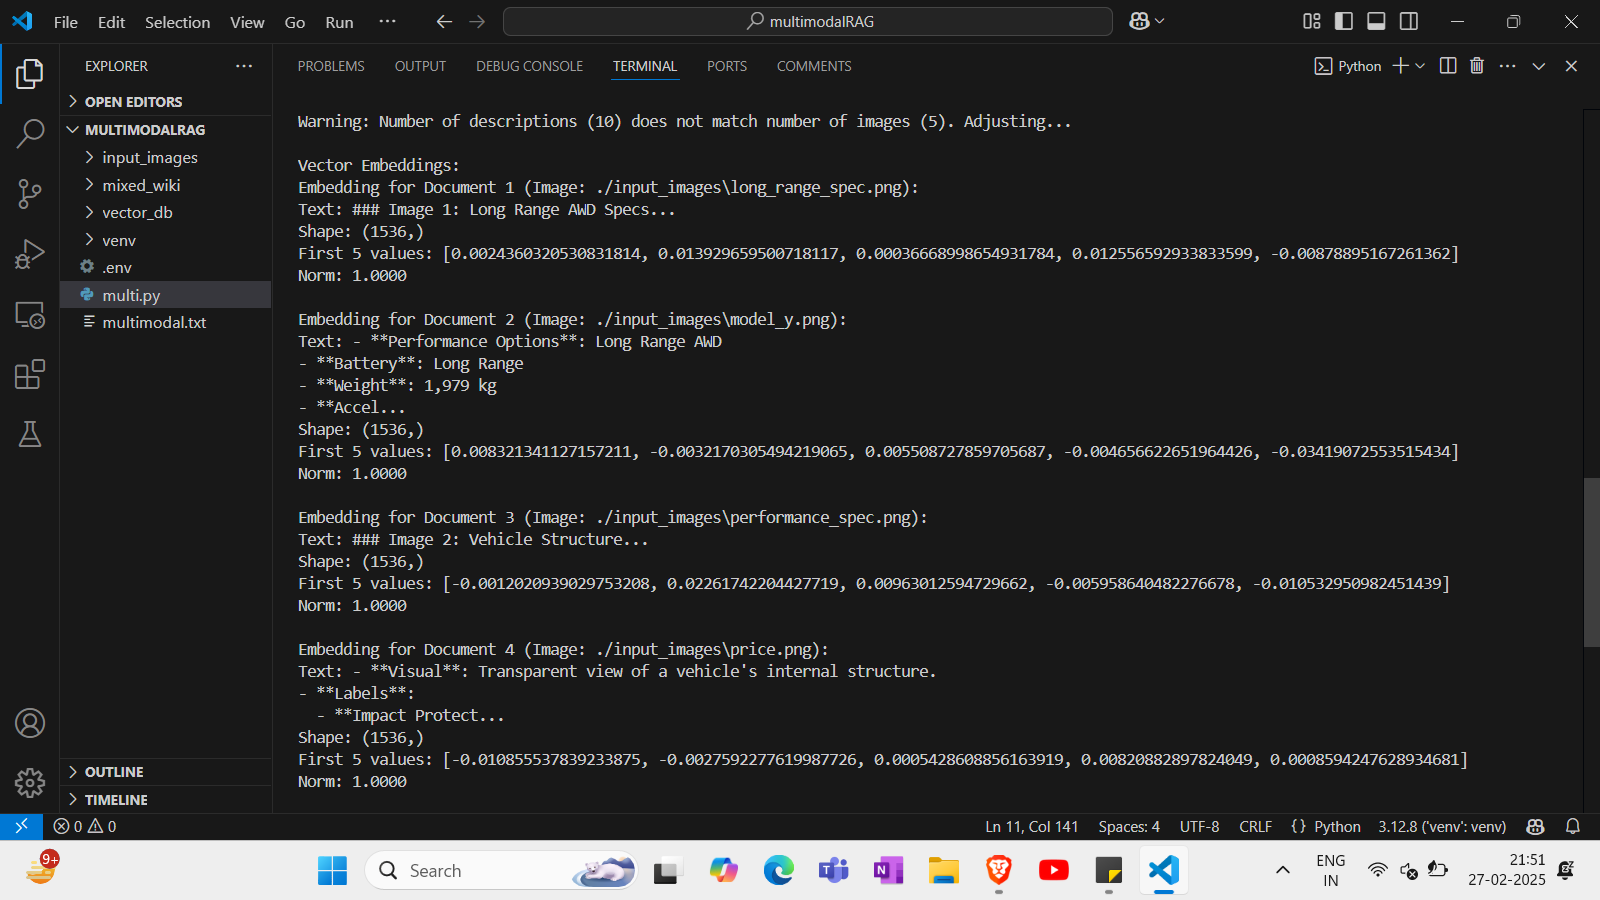 File Edit Selection View Go Run ··· multimodalRAG
EXPLORER ···
OPEN EDITORS
MULTIMODALRAG
input_images
mixed_wiki
vector_db
venv
.env
multi.py
multimodal.txt
OUTLINE
TIMELINE
PROBLEMS OUTPUT DEBUG CONSOLE TERMINAL PORTS COMMENTS Python
Warning: Number of descriptions (10) does not match number of images (5). Adjusting...
Vector Embeddings:
Embedding for Document 1 (Image: ./input_images\long_range_spec.png):
Text: ### Image 1: Long Range AWD Specs...
Shape: (1536,)
First 5 values: [0.0024360320530831814, 0.013929659500718117, 0.00036668998654931784, 0.012556592933833599, -0.00878895167261362]
Norm: 1.0000
Embedding for Document 2 (Image: ./input_images\model_y.png):
Text: - **Performance Options**: Long Range AWD
- **Battery**: Long Range
- **Weight**: 1,979 kg
- **Accel...
Shape: (1536,)
First 5 values: [0.008321341127157211, -0.0032170305494219065, 0.005508727859705687, -0.004656622651964426, -0.03419072553515434]
Norm: 1.0000
Embedding for Document 3 (Image: ./input_images\performance_spec.png):
Text: ### Image 2: Vehicle Structure...
Shape: (1536,)
First 5 values: [-0.0012020939029753208, 0.02261742204427719, 0.00963012594729662, -0.005958640482276678, -0.010532950982451439]
Norm: 1.0000
Embedding for Document 4 (Image: ./input_images\price.png):
Text: - **Visual**: Transparent view of a vehicle's internal structure.
- **Labels**:
  - **Impact Protect...
Shape: (1536,)
First 5 values: [-0.010855537839233875, -0.0027592277619987726, 0.0005428608856163919, 0.00820882897824049, 0.0008594247628934681]
Norm: 1.0000
0 0 Ln 11, Col 141 Spaces: 4 UTF-8 CRLF {} Python 3.12.8 ('venv': venv)
9+ Search ENG IN 21:51 27-02-2025